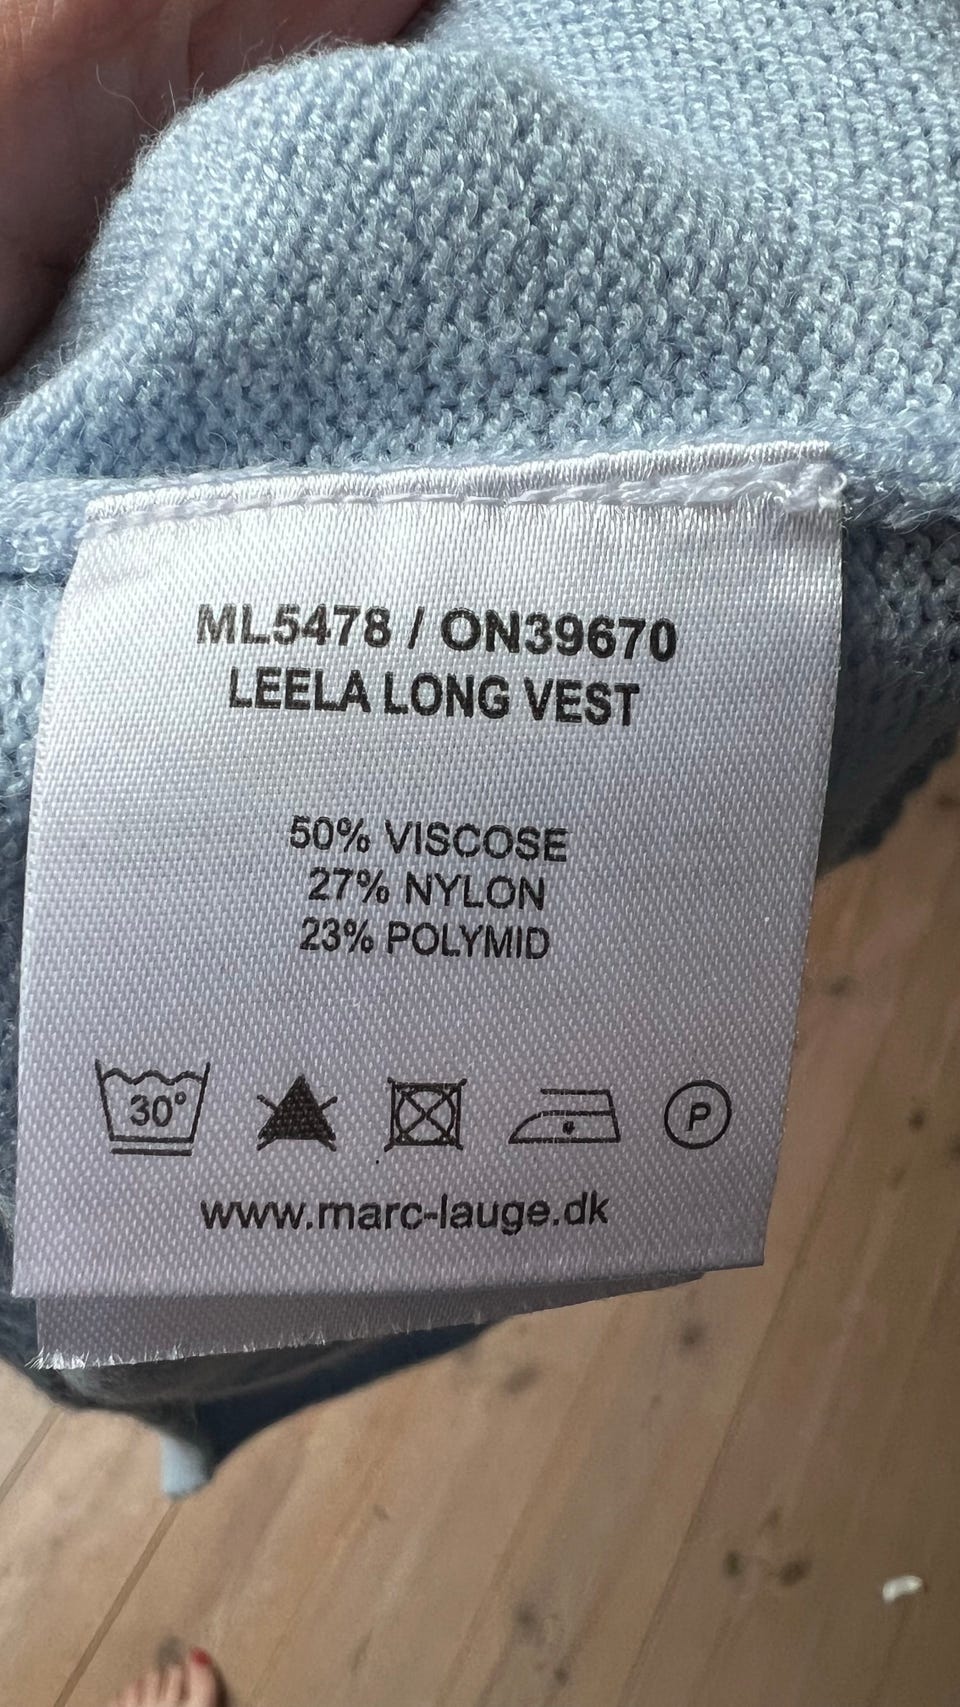 ML5478 / ON39670
LEELA LONG VEST
50% VISCOSE
27% NYLON
23% POLYMID
30° P
www.marc-lauge.dk